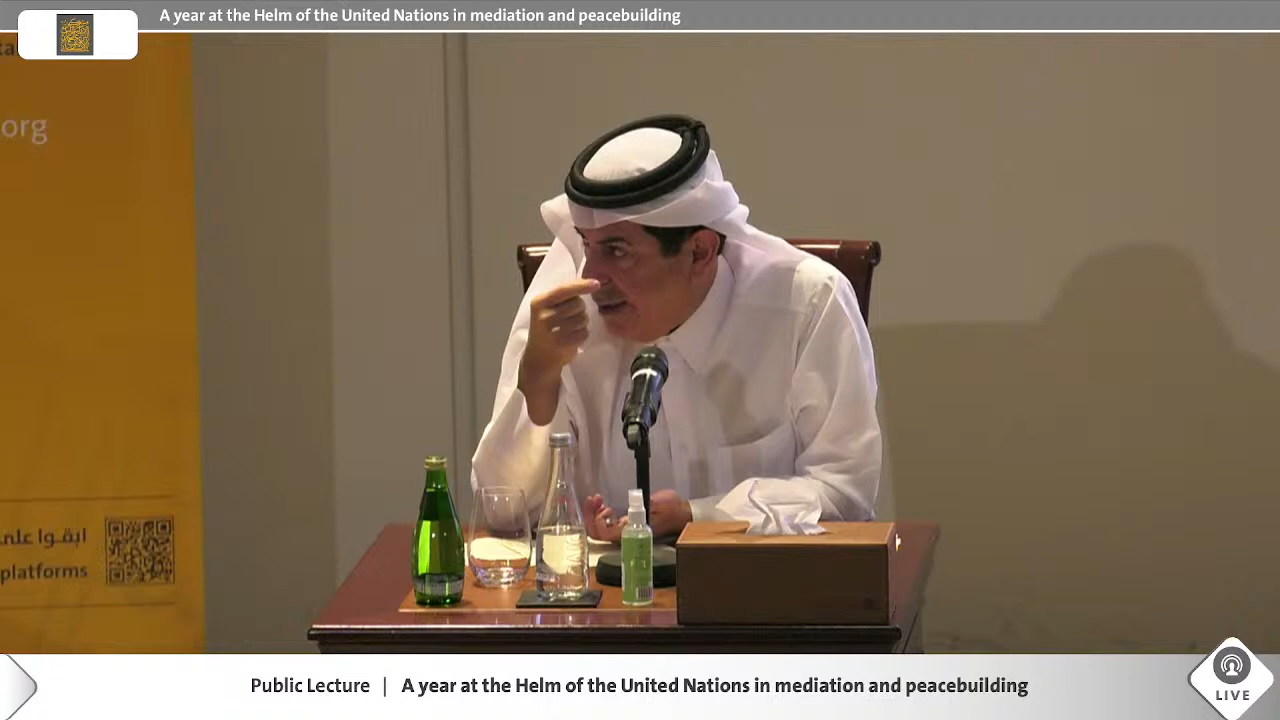 A year at the Helm of the United Nations in mediation and peacebuilding
org
ابقوا على
platforms
Public Lecture | A year at the Helm of the United Nations in mediation and peacebuilding
LIVE